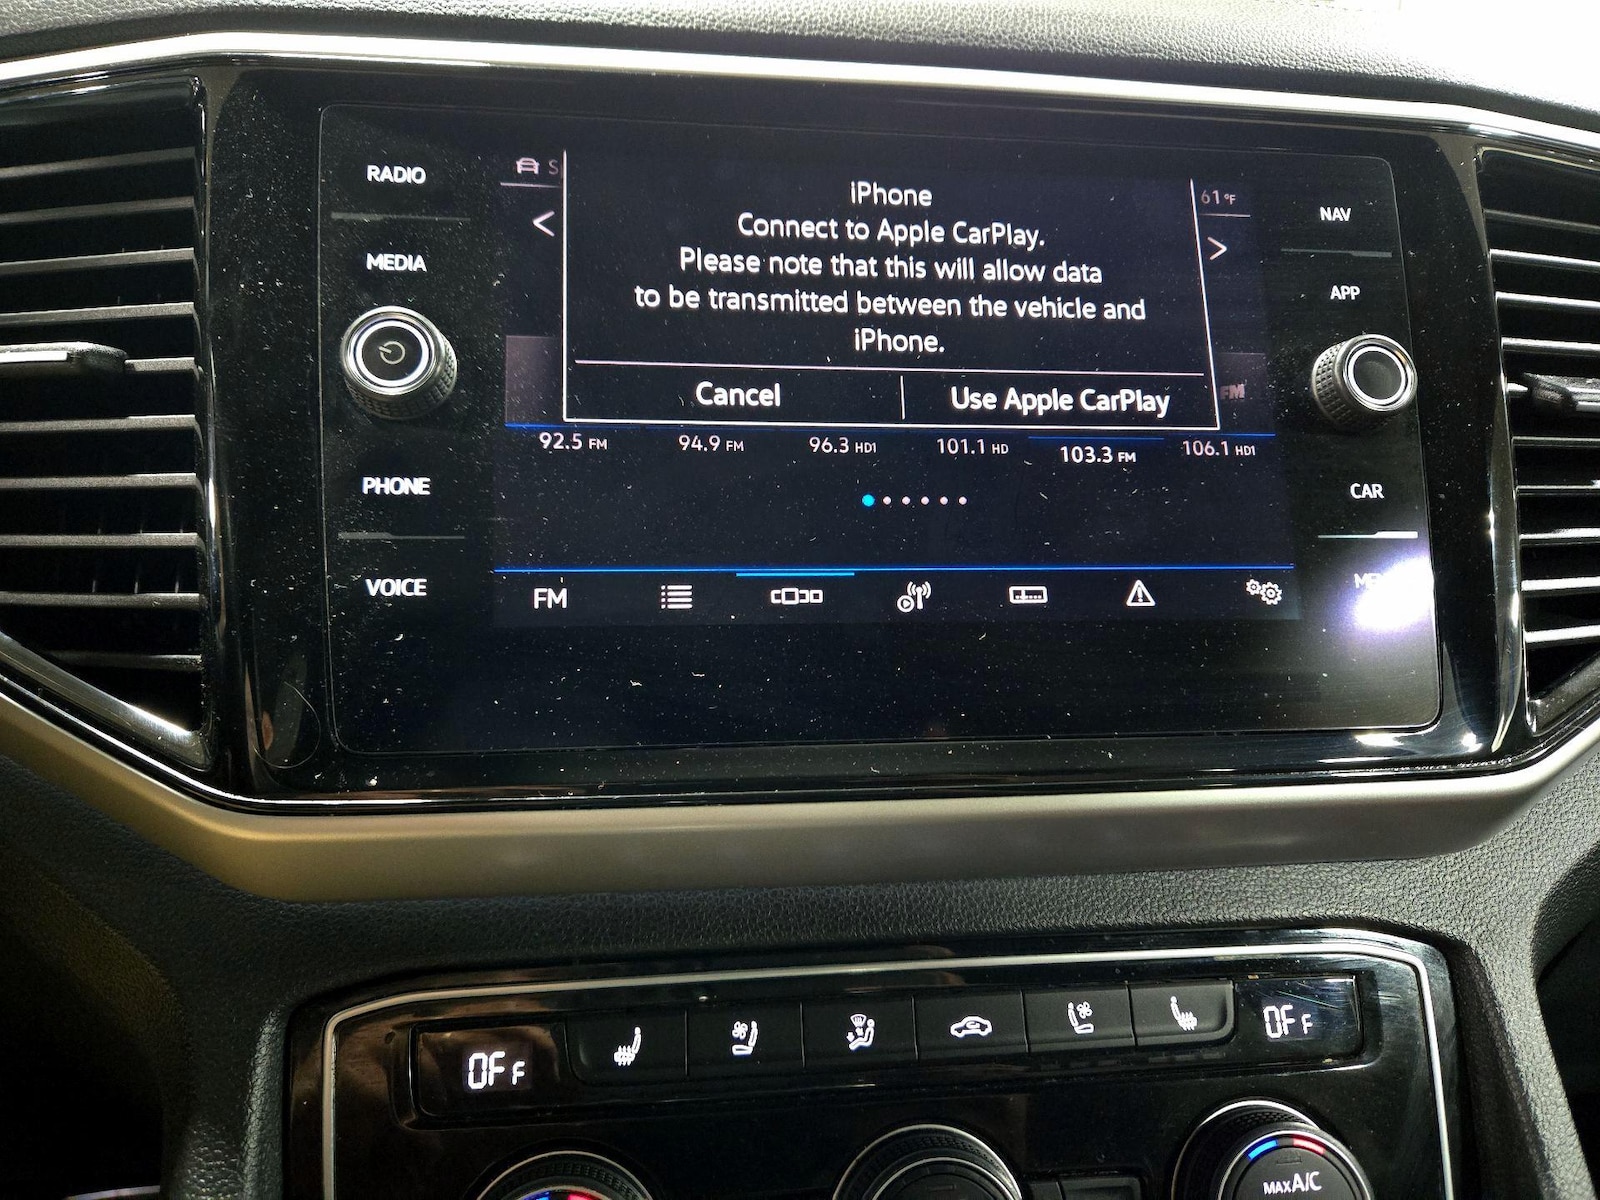 RADIO
MEDIA
PHONE
VOICE
61°F
iPhone
Connect to Apple CarPlay.
Please note that this will allow data
to be transmitted between the vehicle and
iPhone.
Cancel
Use Apple CarPlay
FM
92.5 FM
94.9 FM
96.3 HD1
101.1 HD
103.3 FM
106.1 HD1
FM
NAV
APP
CAR
OFF
OFF
MAX A/C